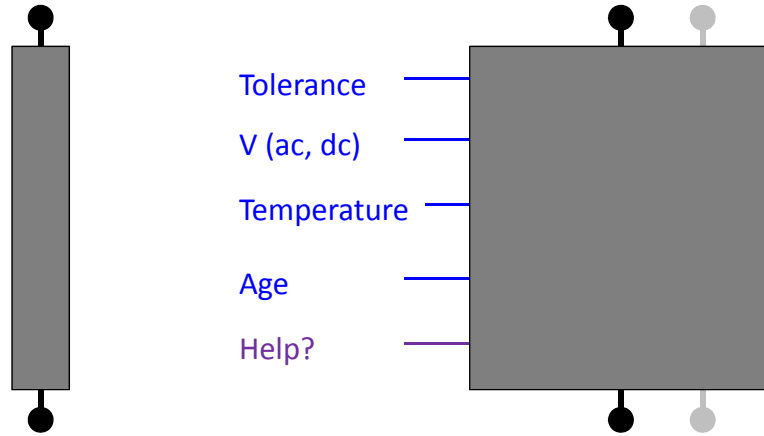 Tolerance
V (ac, dc)
Temperature
Age
Help?